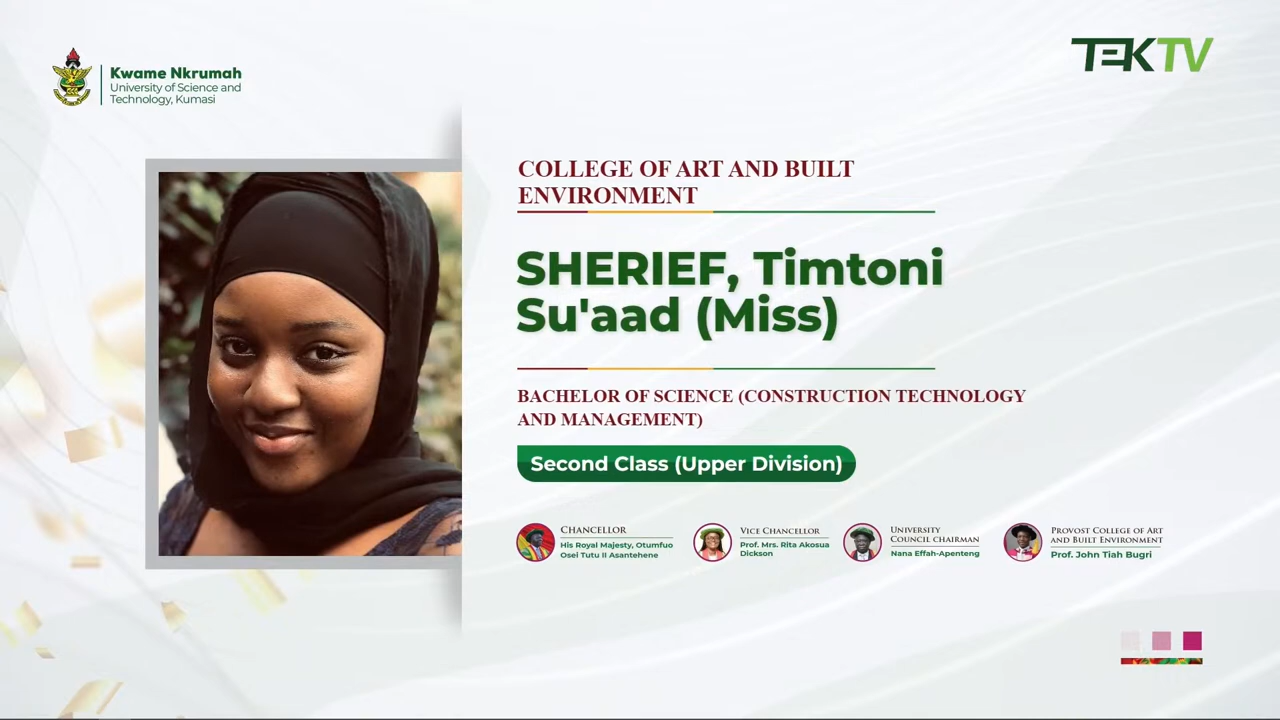 Kwame Nkrumah
University of Science and
Technology, Kumasi
TEKTV
COLLEGE OF ART AND BUILT
ENVIRONMENT
SHERIEF, Timtoni
Su'aad (Miss)
BACHELOR OF SCIENCE (CONSTRUCTION TECHNOLOGY
AND MANAGEMENT)
Second Class (Upper Division)
CHANCELLOR
His Royal Majesty, Otumfuo
Osei Tutu II Asantehene
VICE CHANCELLOR
Prof. Mrs. Rita Akosua
Dickson
UNIVERSITY
COUNCIL CHAIRMAN
Nana Effah-Apenteng
PROVOST COLLEGE OF ART
AND BUILT ENVIRONMENT
Prof. John Tiah Bugri